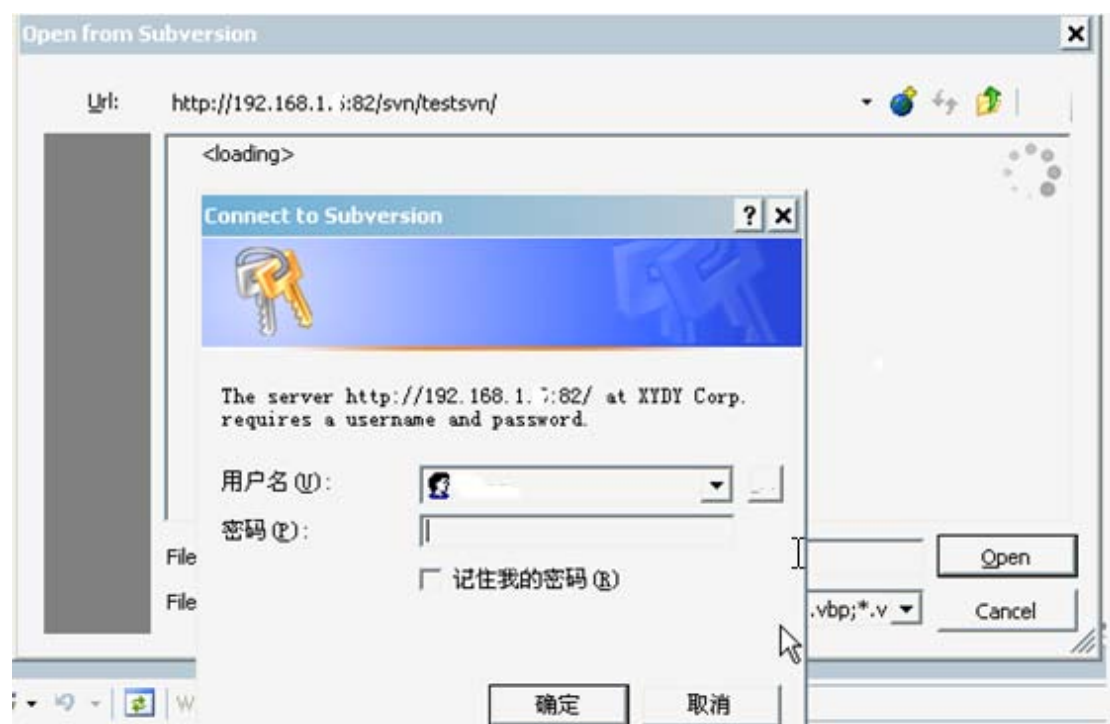 Open from Subversion
Url: http://192.168.1. :82/svn/testsvn/
<loading>
Connect to Subversion
The server http://192.168.1. :82/ at XYDY Corp.
requires a username and password.
用户名(U):
密码(P):
记住我的密码(R)
File
Open
File
.vbp;*.v
Cancel
确定
取消
W